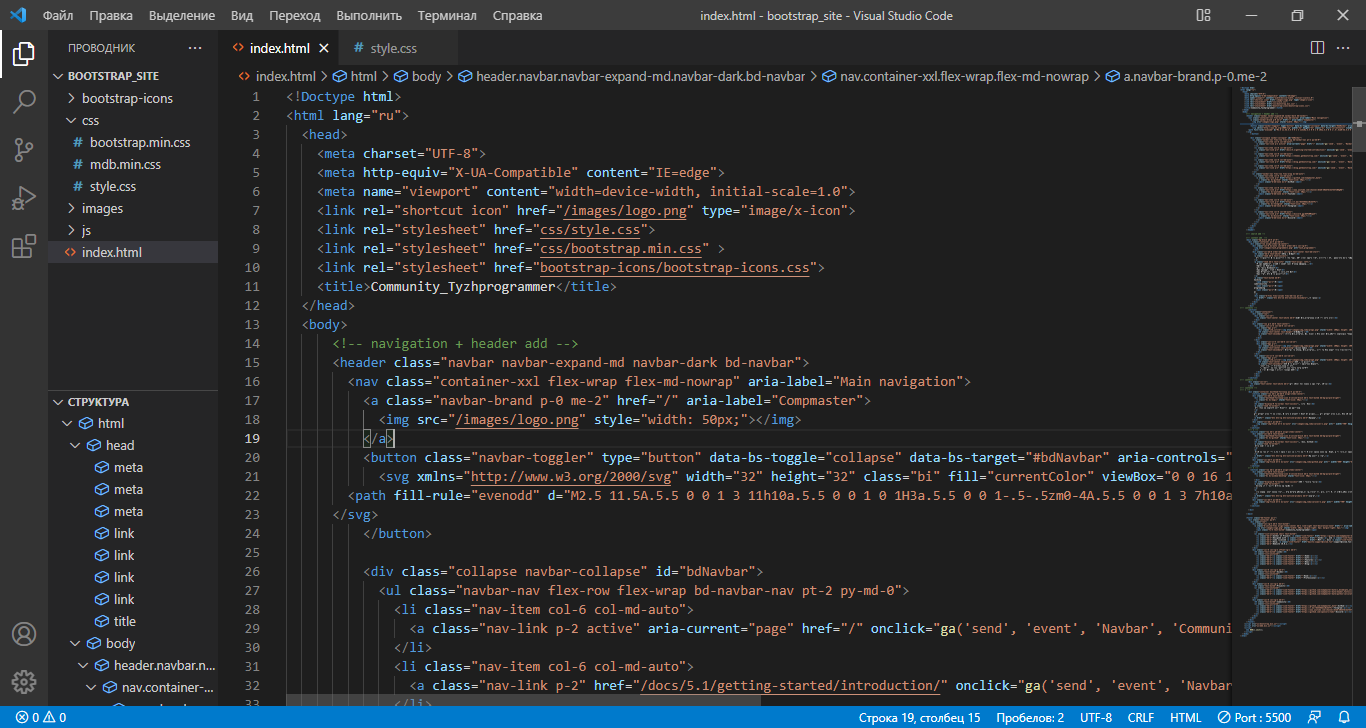 Файл Правка Выделение Вид Переход Выполнить Терминал Справка index.html - bootstrap_site - Visual Studio Code
ПРОВОДНИК
BOOTSTRAP_SITE
bootstrap-icons
css
bootstrap.min.css
mdb.min.css
style.css
images
js
index.html
СТРУКТУРА
html
head
meta
meta
meta
link
link
link
link
title
body
header.navbar.n...
nav.container-...
index.html style.css
index.html html body header.navbar.navbar-expand-md.navbar-dark.bd-navbar nav.container-xxl.flex-wrap.flex-md-nowrap a.navbar-brand.p-0.me-2
1 <!Doctype html>
2 <html lang="ru">
3 <head>
4 <meta charset="UTF-8">
5 <meta http-equiv="X-UA-Compatible" content="IE=edge">
6 <meta name="viewport" content="width=device-width, initial-scale=1.0">
7 <link rel="shortcut icon" href="/images/logo.png" type="image/x-icon">
8 <link rel="stylesheet" href="css/style.css">
9 <link rel="stylesheet" href="css/bootstrap.min.css" >
10 <link rel="stylesheet" href="bootstrap-icons/bootstrap-icons.css">
11 <title>Community_Tyzhprogrammer</title>
12 </head>
13 <body>
14 <!-- navigation + header add -->
15 <header class="navbar navbar-expand-md navbar-dark bd-navbar">
16 <nav class="container-xxl flex-wrap flex-md-nowrap" aria-label="Main navigation">
17 <a class="navbar-brand p-0 me-2" href="/" aria-label="Compmaster">
18 <img src="/images/logo.png" style="width: 50px;"></img>
19 </a>
20 <button class="navbar-toggler" type="button" data-bs-toggle="collapse" data-bs-target="#bdNavbar" aria-controls="
21 <svg xmlns="http://www.w3.org/2000/svg" width="32" height="32" class="bi" fill="currentColor" viewBox="0 0 16 1
22 <path fill-rule="evenodd" d="M2.5 11.5A.5.5 0 0 1 3 11h10a.5.5 0 0 1 0 1H3a.5.5 0 0 1-.5-.5zm0-4A.5.5 0 0 1 3 7h10a
23 </svg>
24 </button>
25
26 <div class="collapse navbar-collapse" id="bdNavbar">
27 <ul class="navbar-nav flex-row flex-wrap bd-navbar-nav pt-2 py-md-0">
28 <li class="nav-item col-6 col-md-auto">
29 <a class="nav-link p-2 active" aria-current="page" href="/" onclick="ga('send', 'event', 'Navbar', 'Communi
30 </li>
31 <li class="nav-item col-6 col-md-auto">
32 <a class="nav-link p-2" href="/docs/5.1/getting-started/introduction/" onclick="ga('send', 'event', 'Navbar
33 </li>
0 0 Строка 19, столбец 15 Пробелов: 2 UTF-8 CRLF HTML Port : 5500